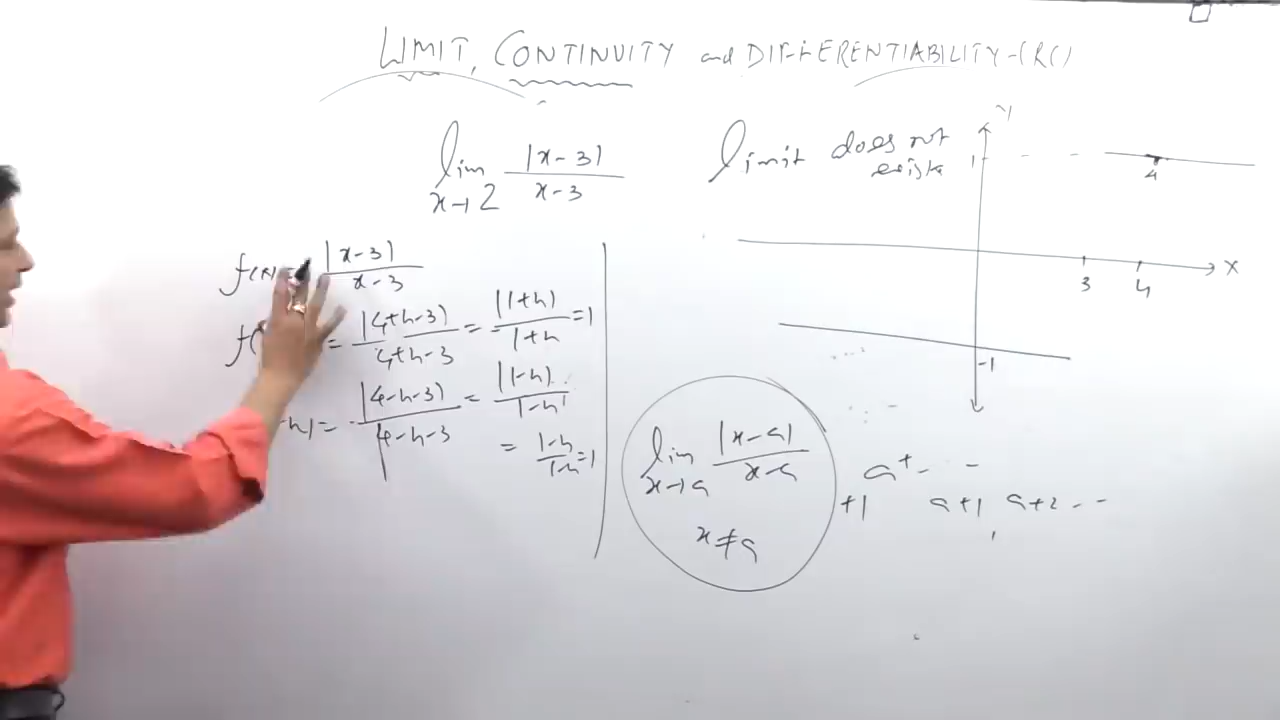 LIMIT, CONTINUITY and DIFFERENTIABILITY-(RC)
lim x→2 |x-3| / x-3
limit does not
exists
f(x)= |x-3| / x-3
f( = |4+h-3| / 4+h-3 = |1+h| / 1+h =1
-h)= |4-h-3| / 4-h-3 = |1-h| / 1-h
= 1-h / 1-h =1
lim x→a |x-a| / x-a
x≠a
a+ - -
+1 a+1, a+2 - -
Y
1
4
X
3 4
-1